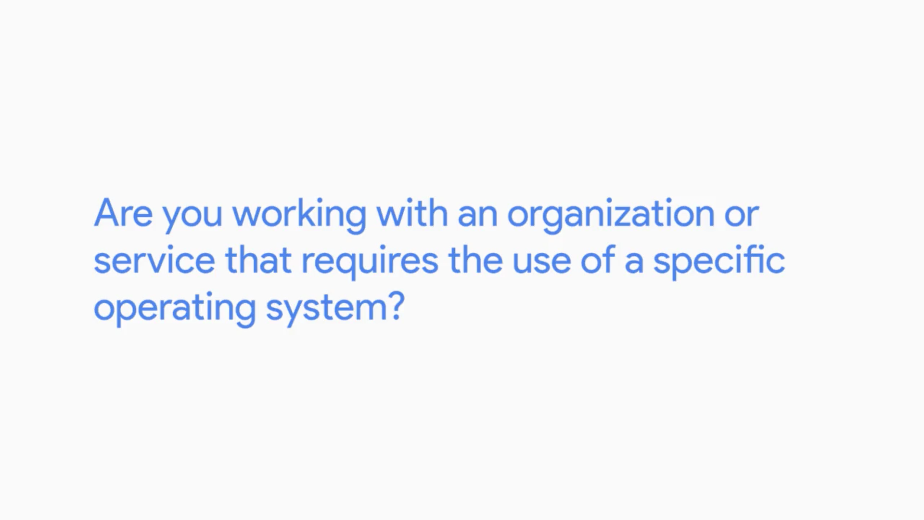 Are you working with an organization or
service that requires the use of a specific
operating system?